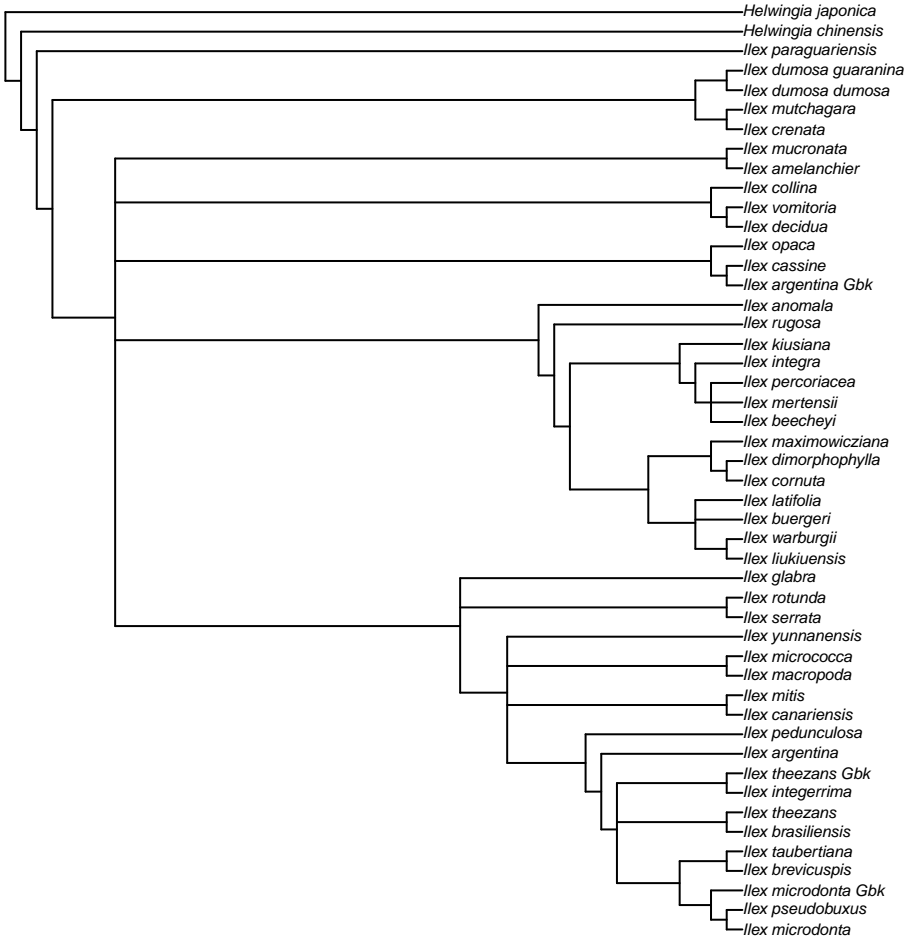 Helwingia japonica
Helwingia chinensis
Ilex paraguariensis
Ilex dumosa guaranina
Ilex dumosa dumosa
Ilex mutchagara
Ilex crenata
Ilex mucronata
Ilex amelanchier
Ilex collina
Ilex vomitoria
Ilex decidua
Ilex opaca
Ilex cassine
Ilex argentina Gbk
Ilex anomala
Ilex rugosa
Ilex kiusiana
Ilex integra
Ilex percoriacea
Ilex mertensii
Ilex beecheyi
Ilex maximowicziana
Ilex dimorphophylla
Ilex cornuta
Ilex latifolia
Ilex buergeri
Ilex warburgii
Ilex liukiuensis
Ilex glabra
Ilex rotunda
Ilex serrata
Ilex yunnanensis
Ilex micrococca
Ilex macropoda
Ilex mitis
Ilex canariensis
Ilex pedunculosa
Ilex argentina
Ilex theezans Gbk
Ilex integerrima
Ilex theezans
Ilex brasiliensis
Ilex taubertiana
Ilex brevicuspis
Ilex microdonta Gbk
Ilex pseudobuxus
Ilex microdonta